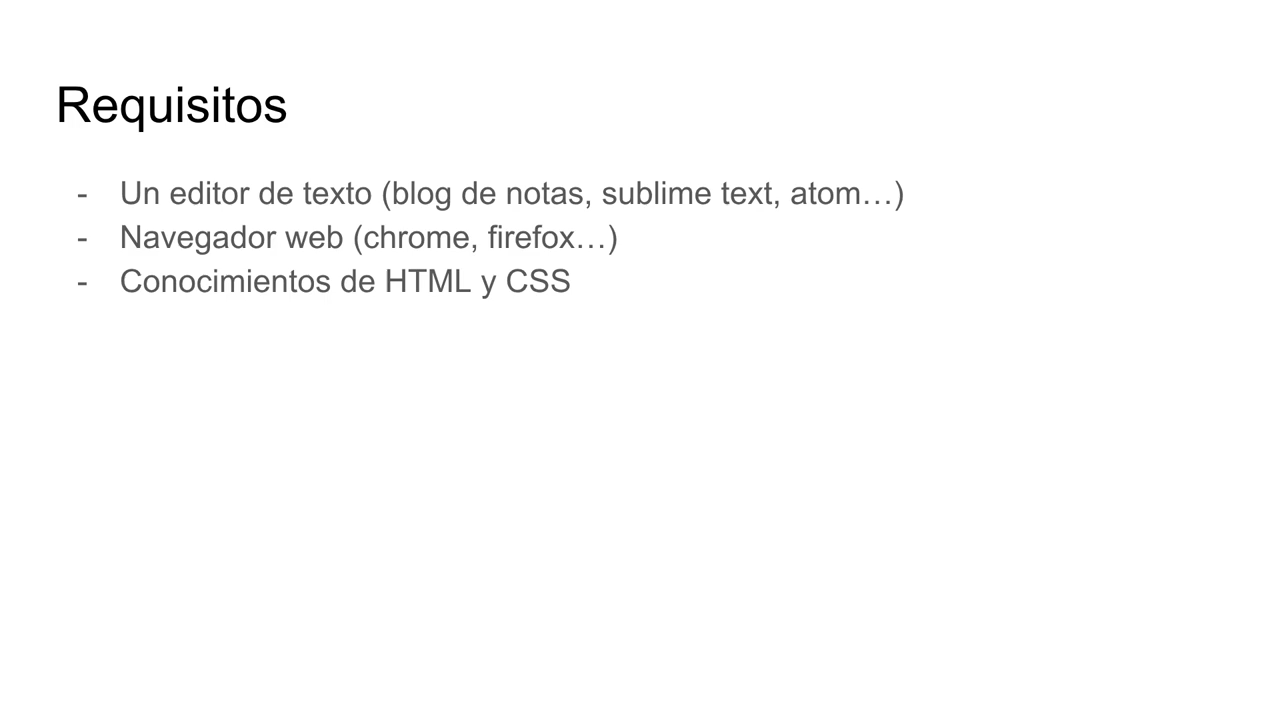 Requisitos
- Un editor de texto (blog de notas, sublime text, atom…)
- Navegador web (chrome, firefox…)
- Conocimientos de HTML y CSS